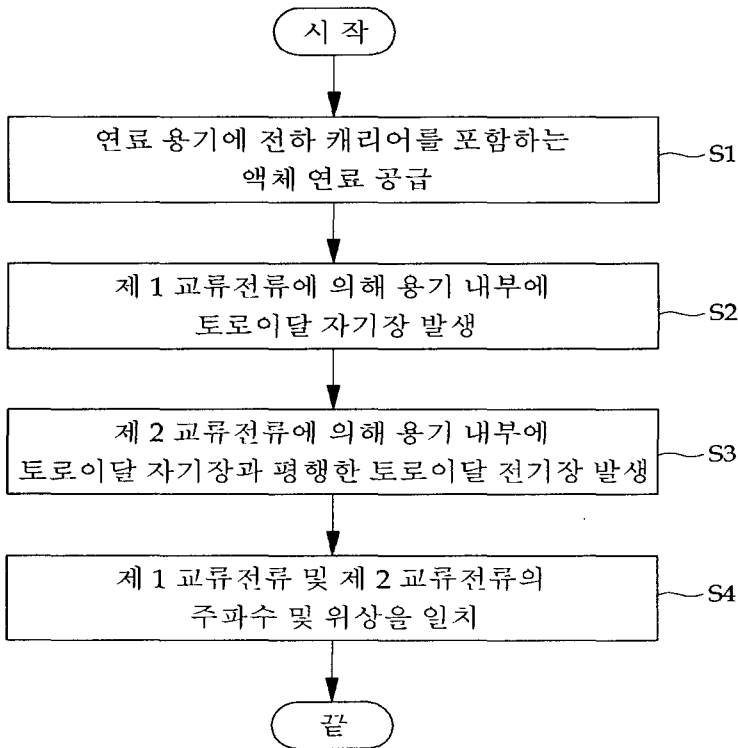 시 작
연료 용기에 전하 캐리어를 포함하는
액체 연료 공급
S1
제 1 교류전류에 의해 용기 내부에
토로이달 자기장 발생
S2
제 2 교류전류에 의해 용기 내부에
토로이달 자기장과 평행한 토로이달 전기장 발생
S3
제 1 교류전류 및 제 2 교류전류의
주파수 및 위상을 일치
S4
끝